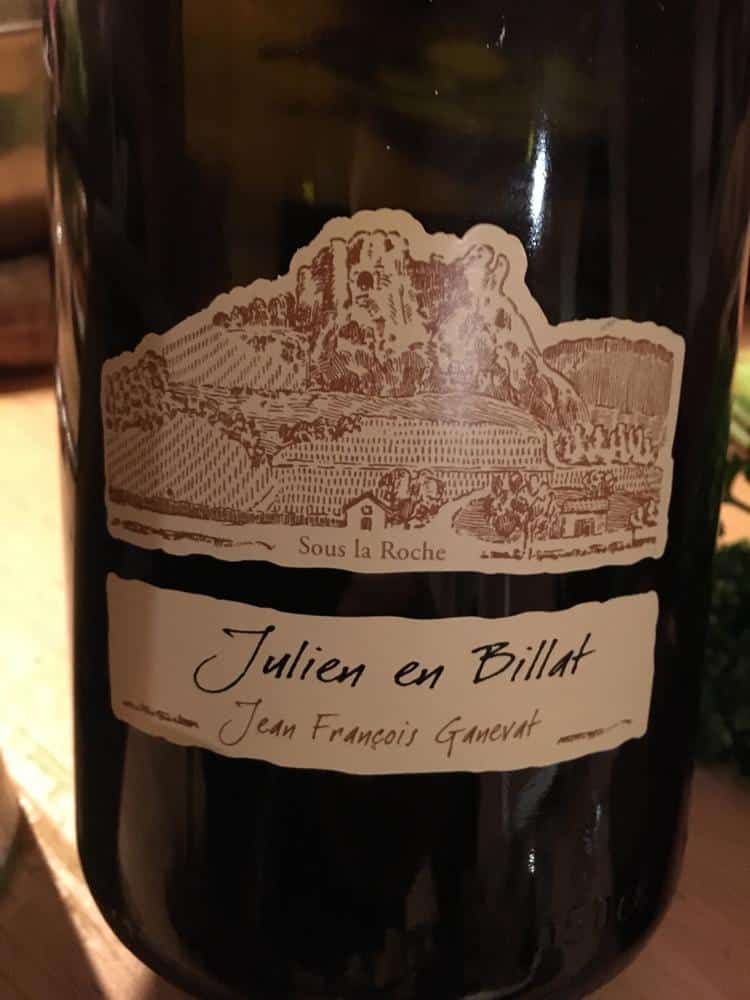 Sous la Roche
Julien en Billat
Jean François Ganevat